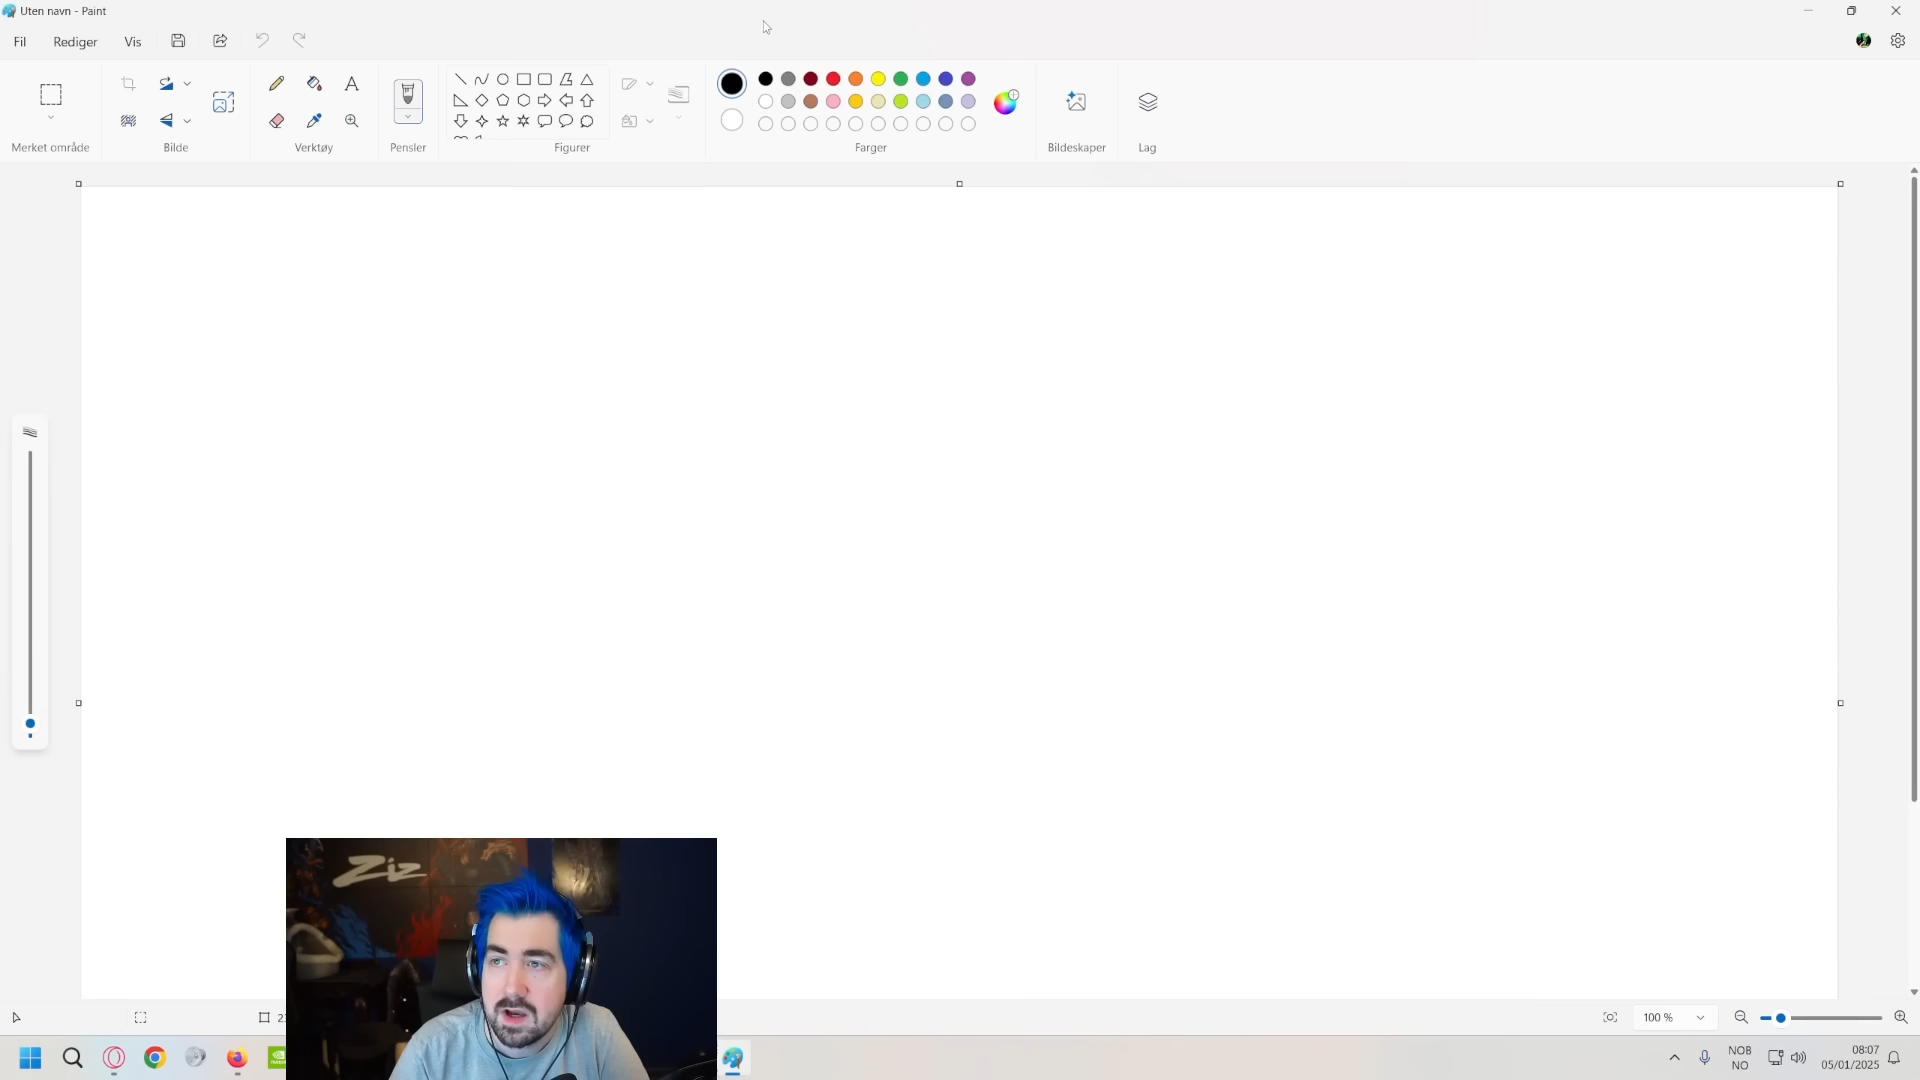 Uten navn - Paint
Fil
Rediger
Vis
Merket område
Bilde
Verktøy
Pensler
Figurer
Farger
Bildeskaper
Lag
Ziz
100 %
NOB
NO
08:07
05/01/2025